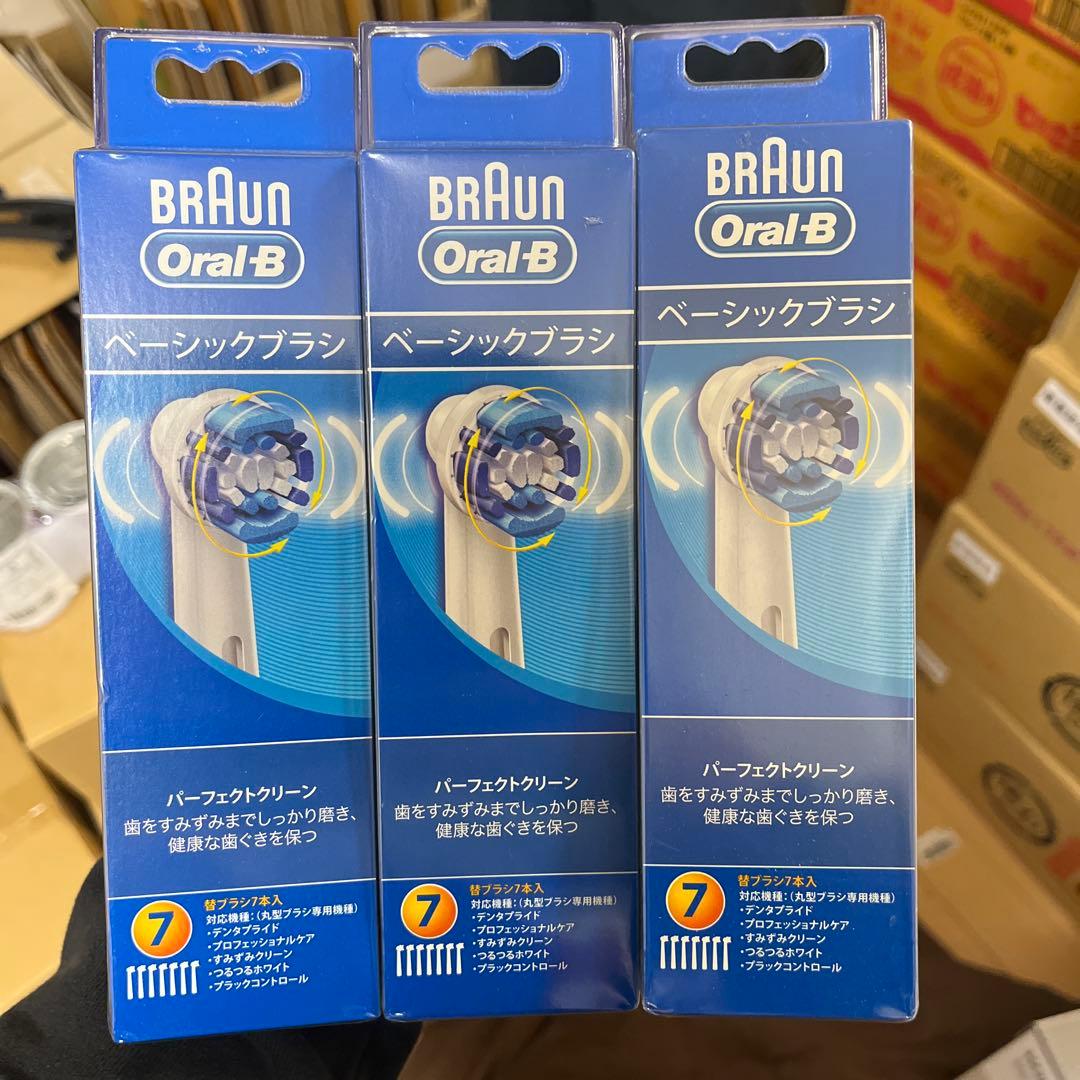 BRAUN
Oral-B
ベーシックブラシ
パーフェクトクリーン
歯をすみずみまでしっかり磨き、
健康な歯ぐきを保つ
7
替ブラシ7本入
対応機種:(丸型ブラシ専用機種)
・デンタプライド
・プロフェッショナルケア
・すみずみクリーン
・つるつるホワイト
・プラックコントロール
BRAUN
Oral-B
ベーシックブラシ
パーフェクトクリーン
歯をすみずみまでしっかり磨き、
健康な歯ぐきを保つ
7
替ブラシ7本入
対応機種:(丸型ブラシ専用機種)
・デンタプライド
・プロフェッショナルケア
・すみずみクリーン
・つるつるホワイト
・プラックコントロール
BRAUN
Oral-B
ベーシックブラシ
パーフェクトクリーン
歯をすみずみまでしっかり磨き、
健康な歯ぐきを保つ
7
替ブラシ7本入
対応機種:(丸型ブラシ専用機種)
・デンタプライド
・プロフェッショナルケア
・すみずみクリーン
・つるつるホワイト
・プラックコントロール